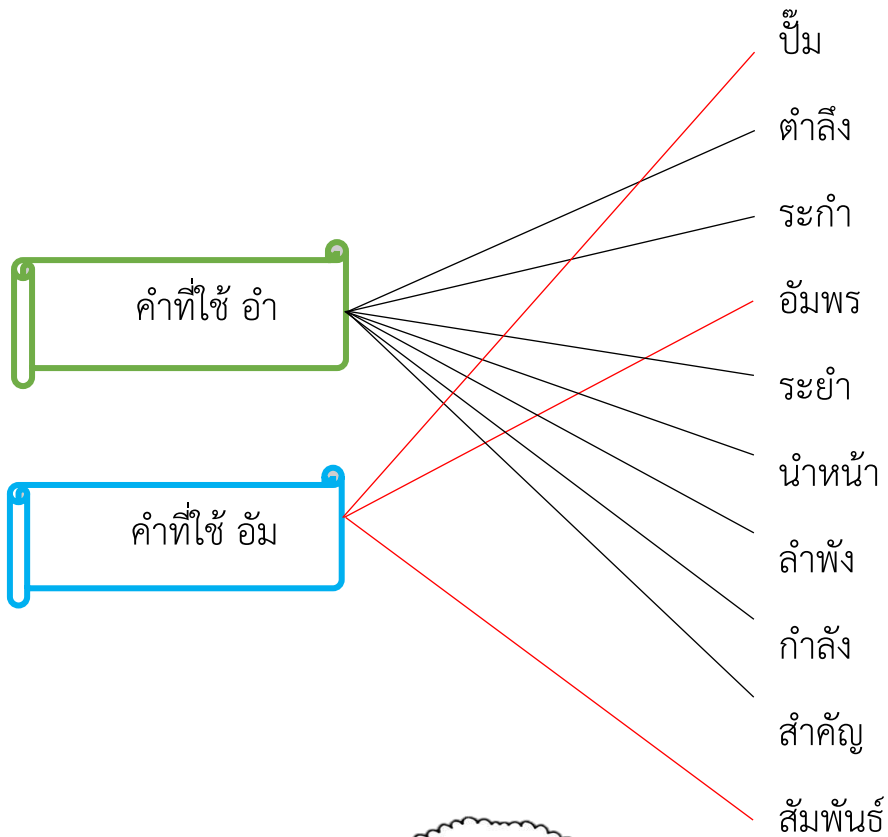 คำที่ใช้ อำ
คำที่ใช้ อัม
ปั๊ม
ตำลึง
ระกำ
อัมพร
ระยำ
นำหน้า
ลำพัง
กำลัง
สำคัญ
สัมพันธ์